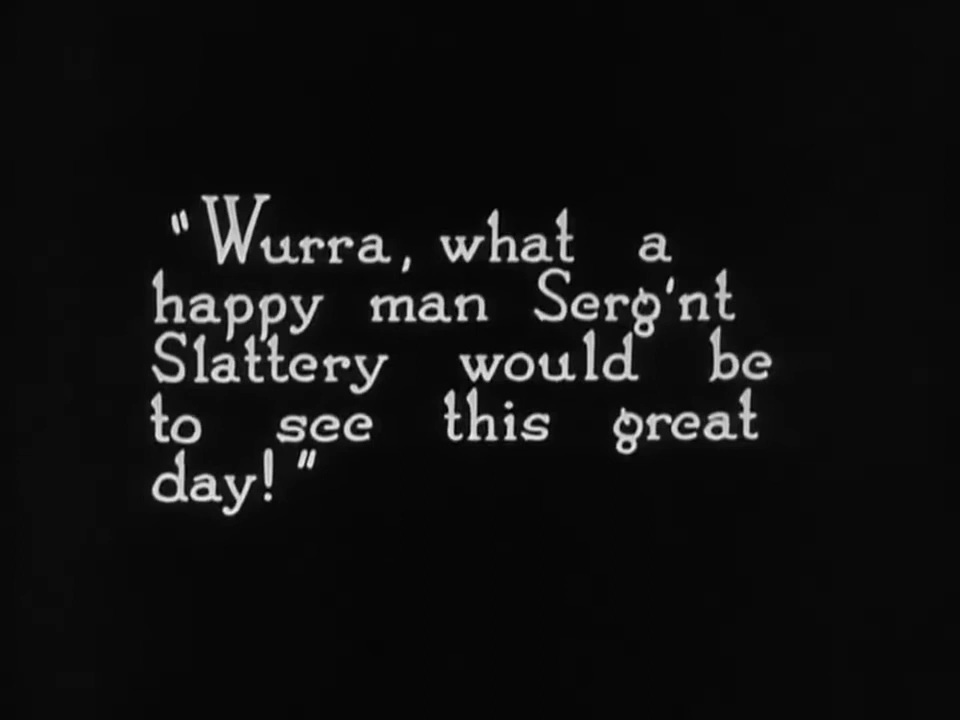 "Wurra, what a
happy man Serg'nt
Slattery would be
to see this great
day!"